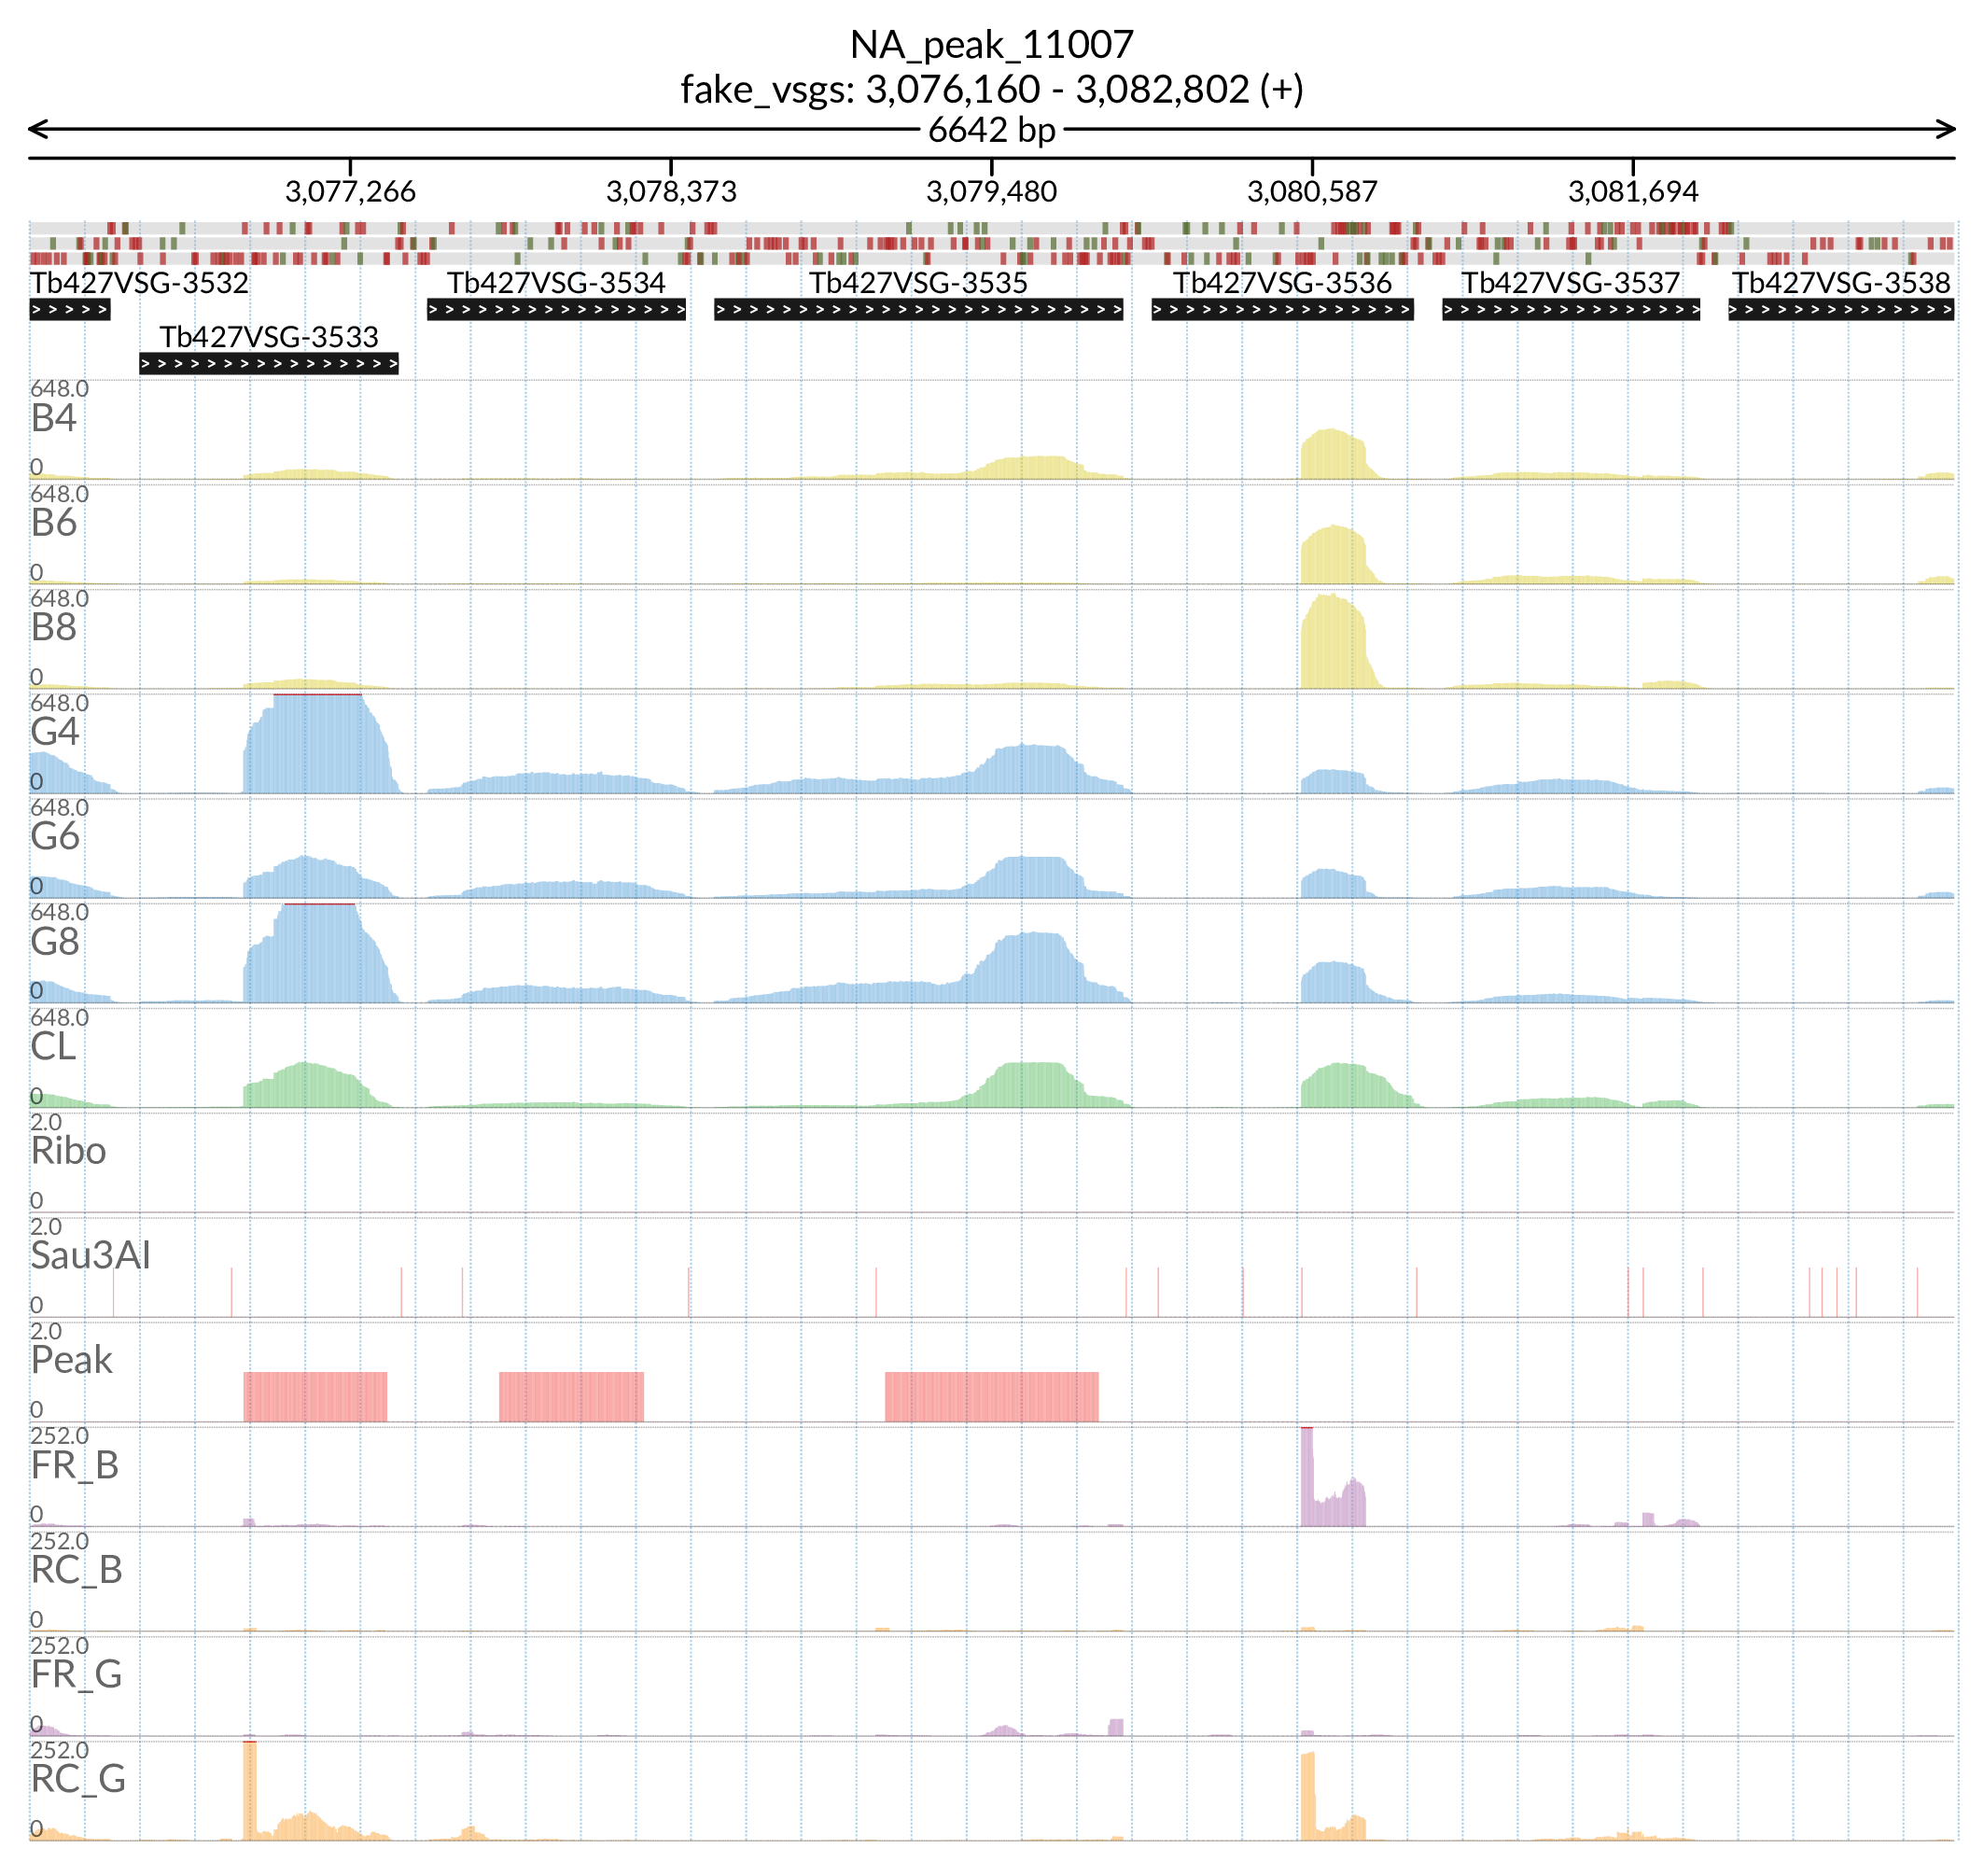 NA_peak_11007
fake_vsgs: 3,076,160 - 3,082,802 (+)
6642 bp
3,077,266 3,078,373 3,079,480 3,080,587 3,081,694
Tb427VSG-3532 Tb427VSG-3534 Tb427VSG-3535 Tb427VSG-3536 Tb427VSG-3537 Tb427VSG-3538
Tb427VSG-3533
648.0
B4
0
648.0
B6
0
648.0
B8
0
648.0
G4
0
648.0
G6
0
648.0
G8
0
648.0
CL
0
2.0
Ribo
0
2.0
Sau3AI
0
2.0
Peak
0
252.0
FR_B
0
252.0
RC_B
0
252.0
FR_G
0
252.0
RC_G
0